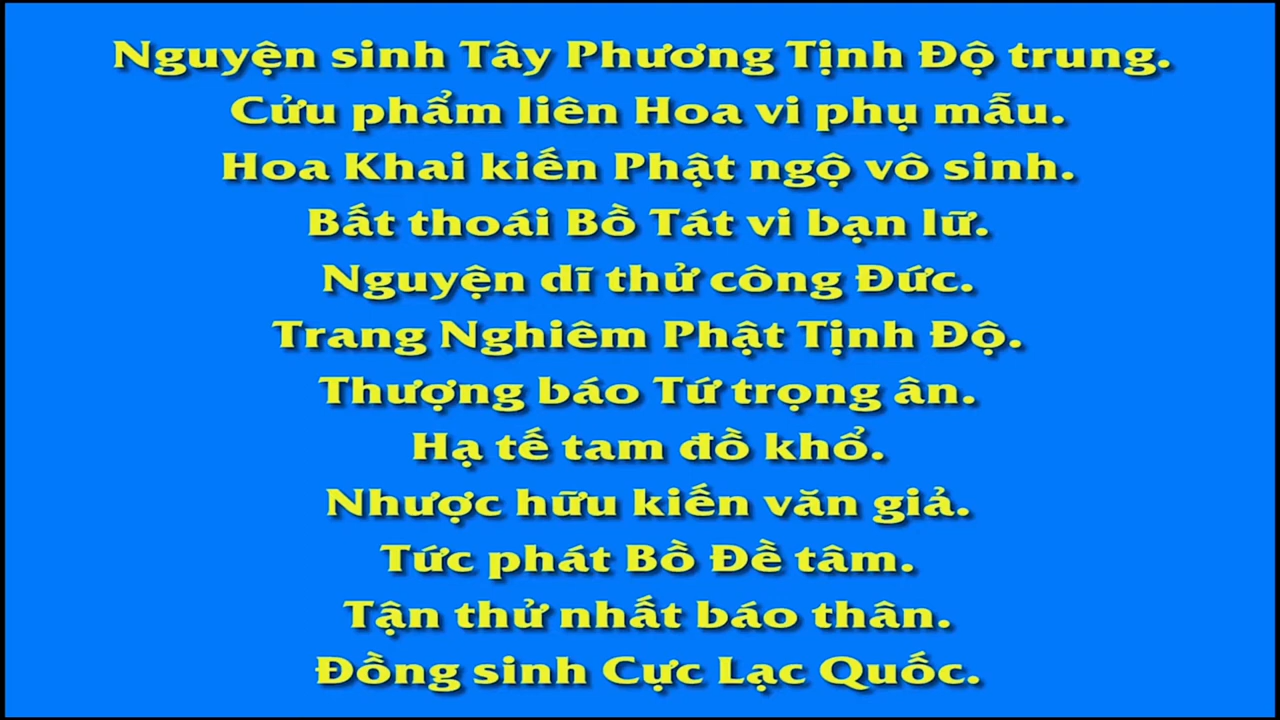 Nguyện sinh Tây Phương Tịnh Độ trung.
Cửu phẩm liên Hoa vi phụ mẫu.
Hoa Khai kiến Phật ngộ vô sinh.
Bất thoái Bồ Tát vi bạn lữ.
Nguyện dĩ thử công Đức.
Trang Nghiêm Phật Tịnh Độ.
Thượng báo Tứ trọng ân.
Hạ tế tam đồ khổ.
Nhược hữu kiến văn giả.
Tức phát Bồ Đề tâm.
Tận thử nhất báo thân.
Đồng sinh Cực Lạc Quốc.